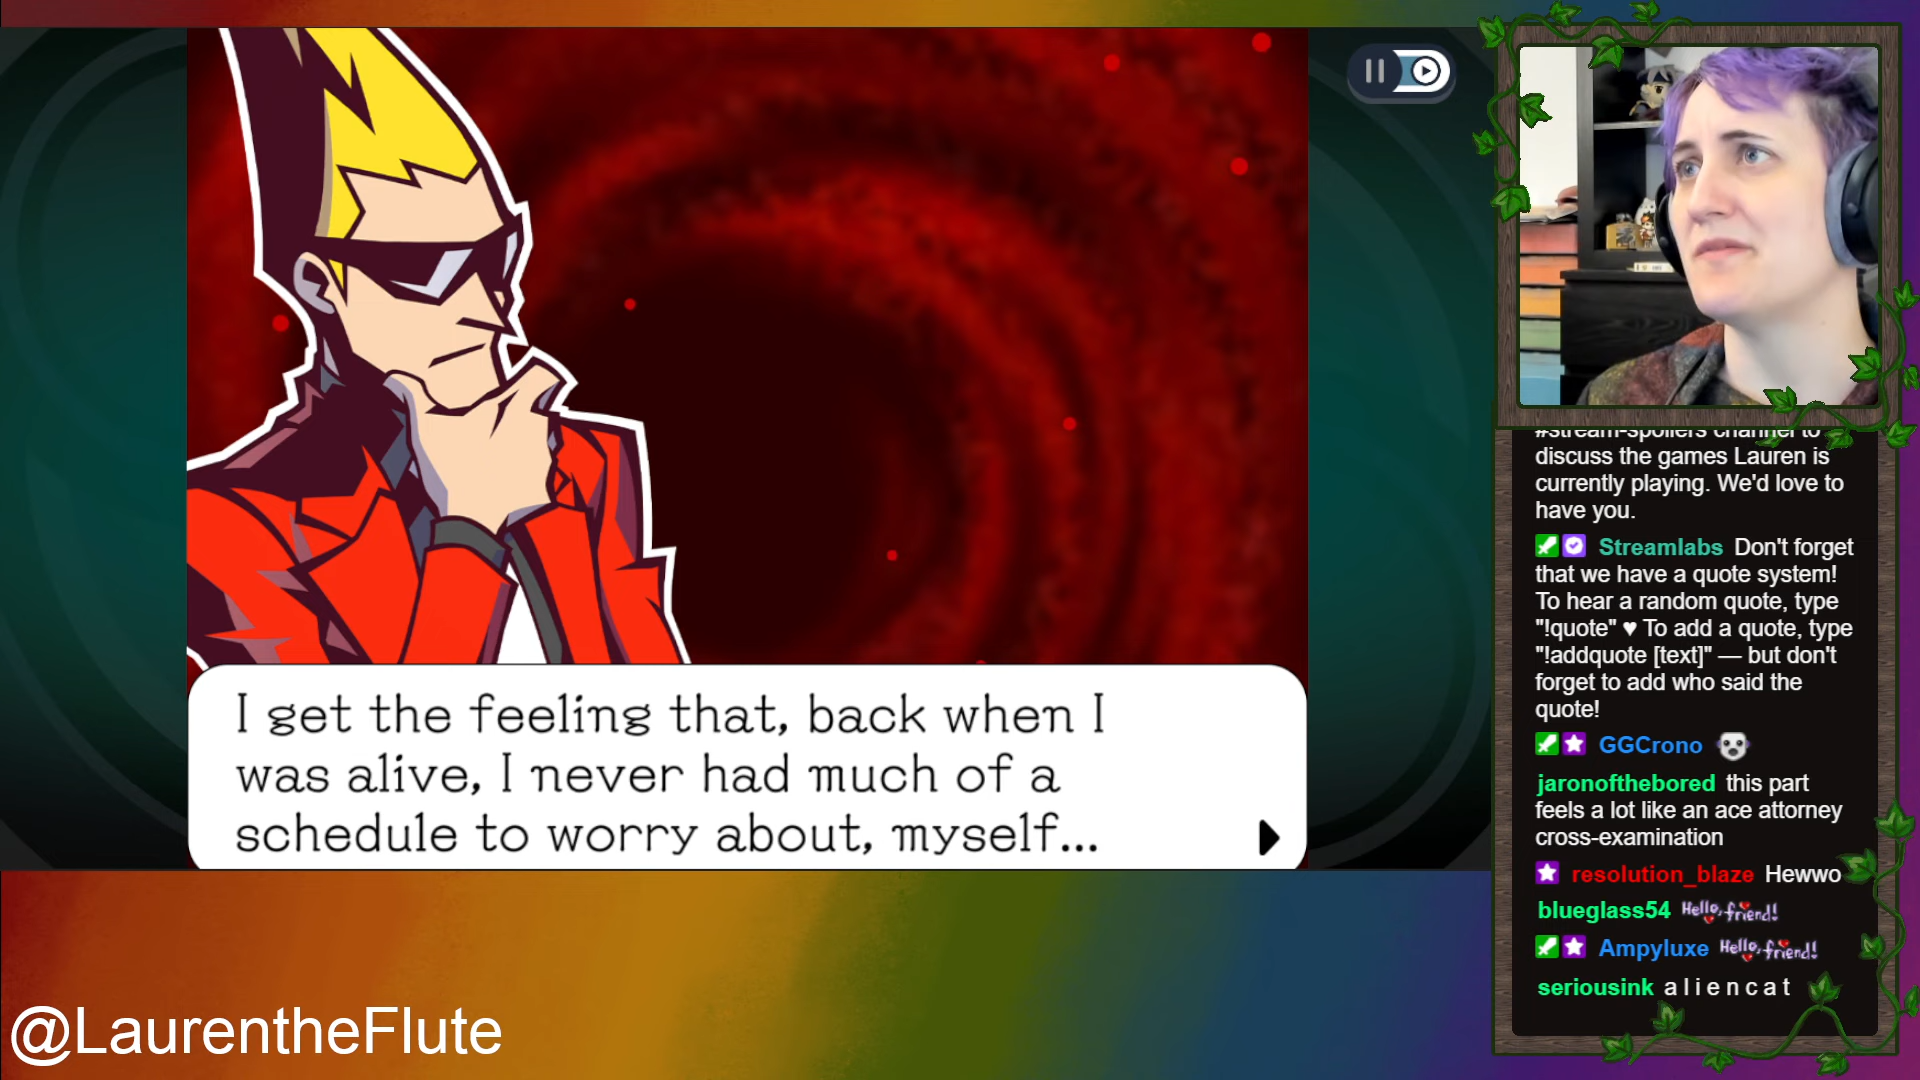 I get the feeling that, back when I
was alive, I never had much of a
schedule to worry about, myself...
@LaurentheFlute
#stream-spoilers channel to
discuss the games Lauren is
currently playing. We'd love to
have you.
Streamlabs Don't forget
that we have a quote system!
To hear a random quote, type
"!quote" ♥ To add a quote, type
"!addquote [text]" — but don't
forget to add who said the
quote!
GGCrono
jaronofthebored this part
feels a lot like an ace attorney
cross-examination
resolution_blaze Hewwo
blueglass54 Hello, friend!
Ampyluxe Hello, friend!
seriousink a l i e n c a t